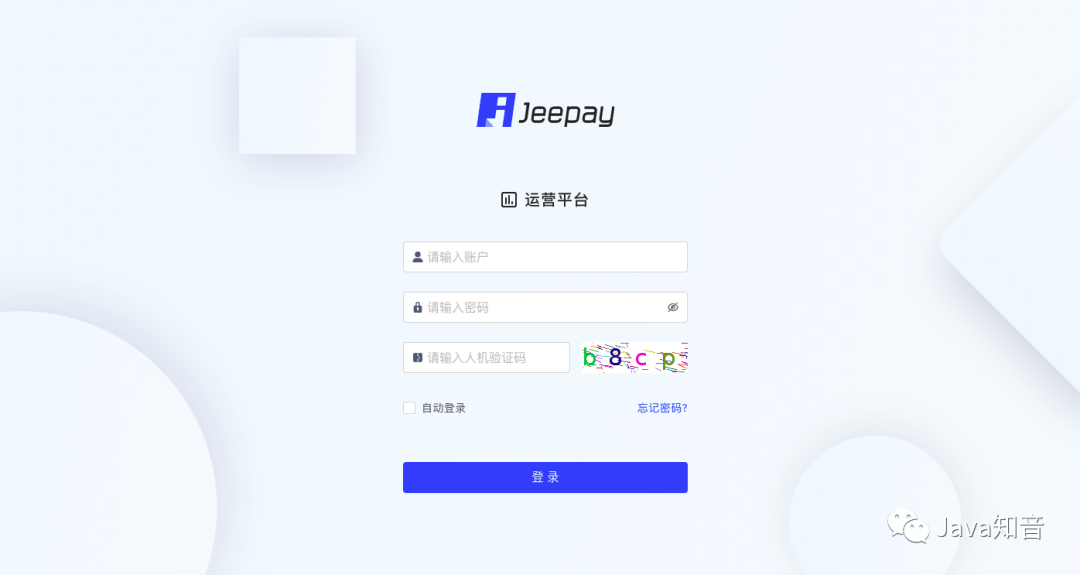 Jeepay
运营平台
请输入账户
请输入密码
请输入人机验证码
b8cp
自动登录 忘记密码?
登 录
Java知音